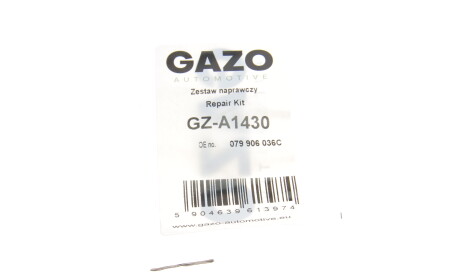 GAZO
AUTOMOTIVE
Zestaw naprawczy
Repair Kit
GZ-A1430
OE no. 079 906 036C
5 904639 613974
www.gazo-automotive.eu